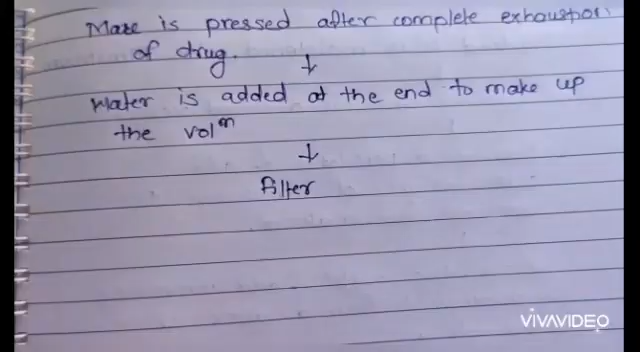 Marc is pressed after complete exhaustion
of drug.
↓
Water is added at the end to make up
the volᵐ
↓
filter
VIVAVIDEO